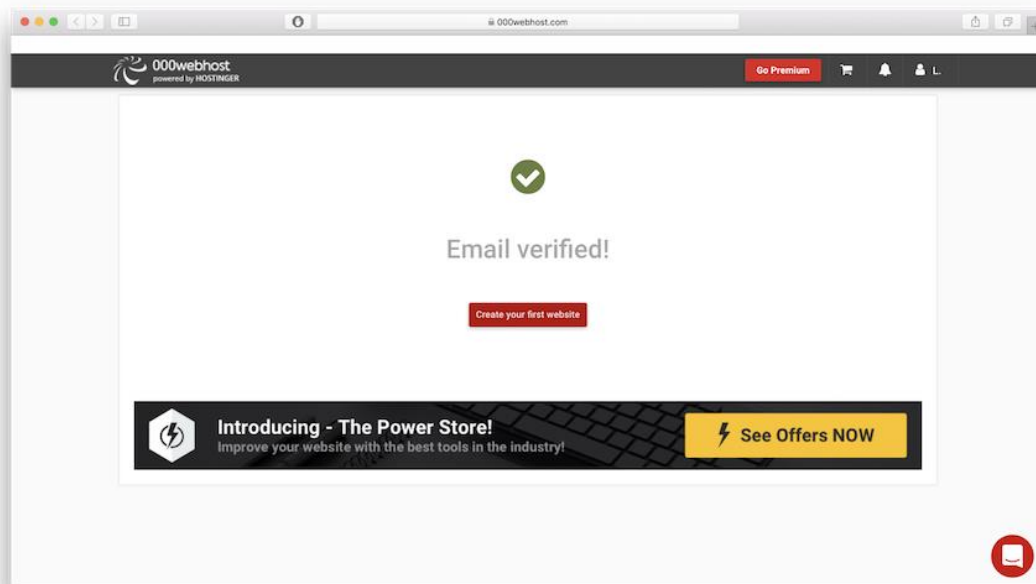 000webhost.com
000webhost
powered by HOSTINGER
Go Premium
L.
Email verified!
Create your first website
Introducing - The Power Store!
Improve your website with the best tools in the industry!
See Offers NOW